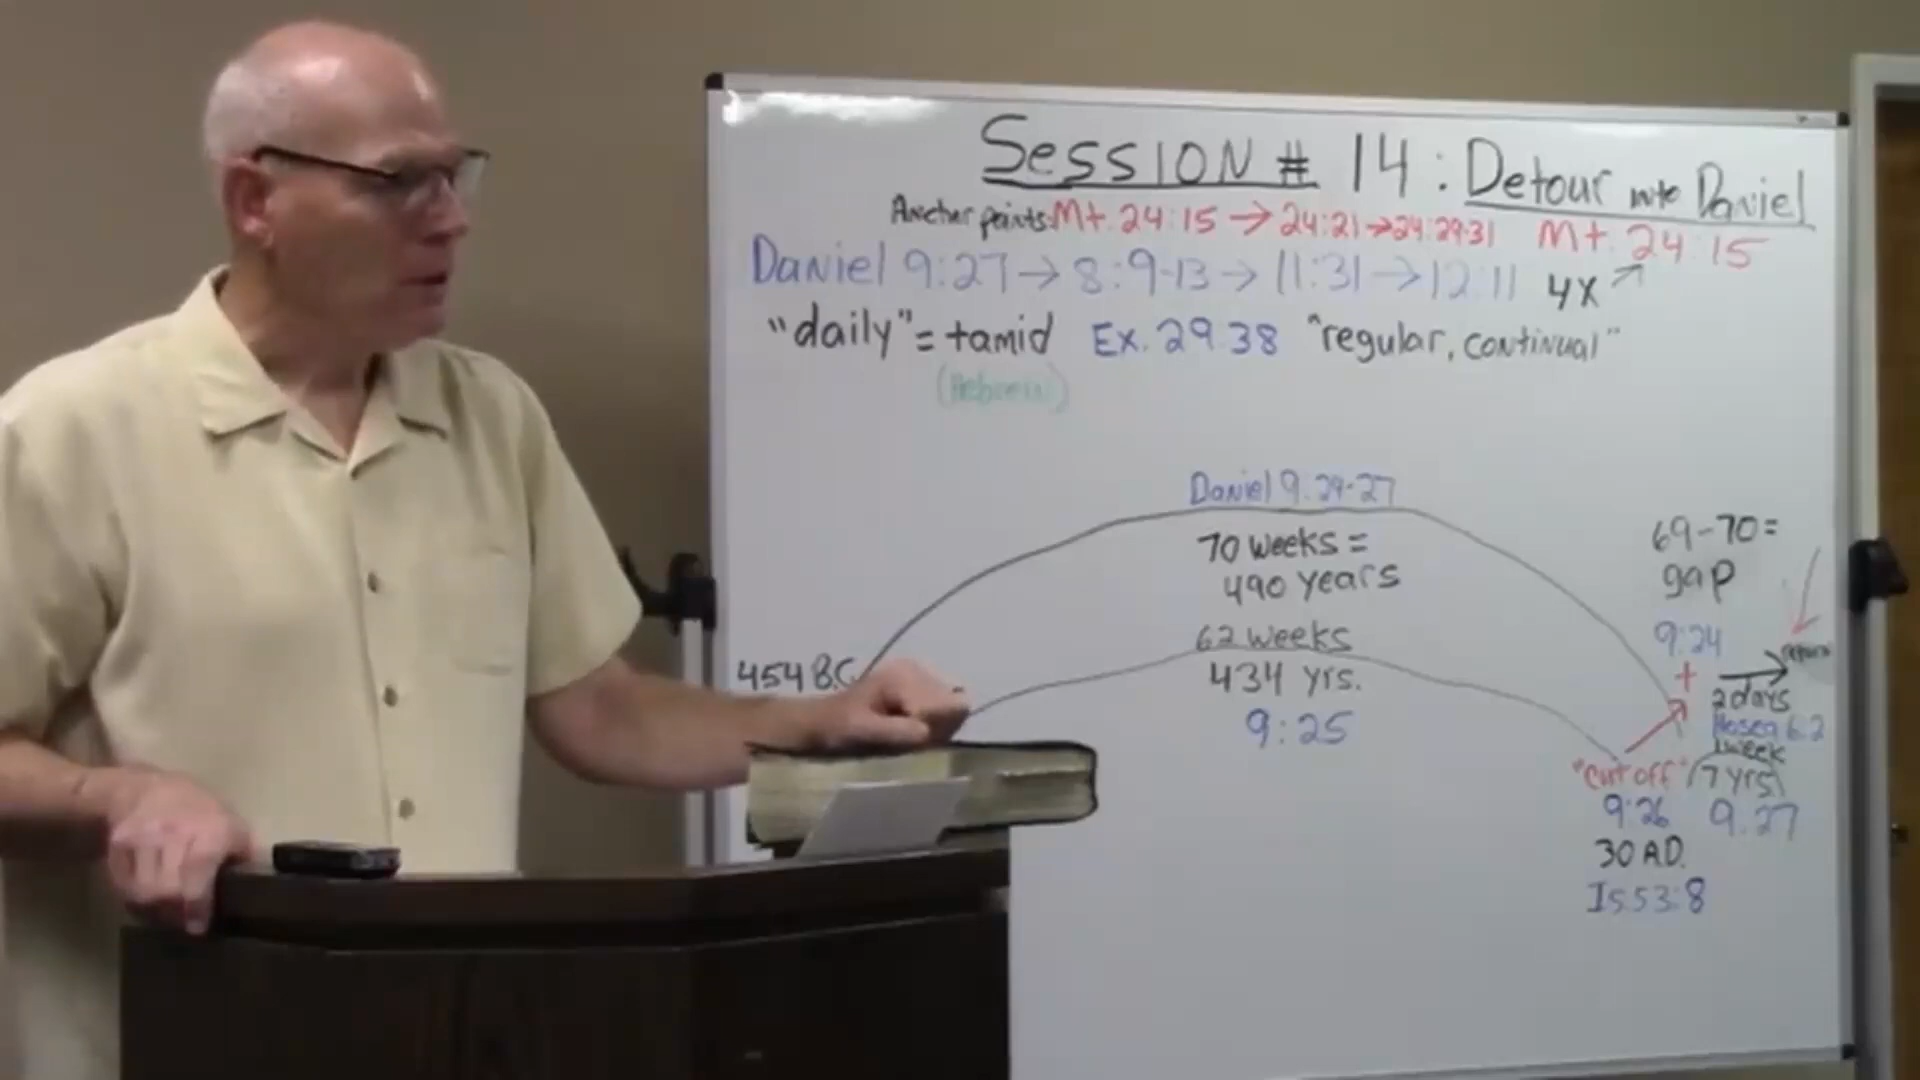 Session # 14: Detour into Daniel
Anchor points: Mt. 24:15 → 24:21 → 24:29-31
Mt. 24:15
Daniel 9:27 → 8:9-13 → 11:31 → 12:11 4X
"daily" = tamid Ex. 29.38 "regular, continual"
(Hebrew)
Daniel 9:24-27
70 weeks =
490 years
62 weeks
434 yrs.
9:25
454 B.C.
69-70 =
gap
9:24
+
return
2 days
Hosea 6:2
1 week
7 yrs
9:27
"cut off"
9:26
30 A.D.
Is 53:8